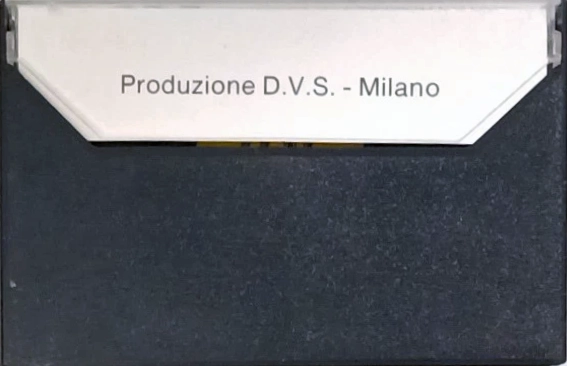 Produzione D.V.S. - Milano